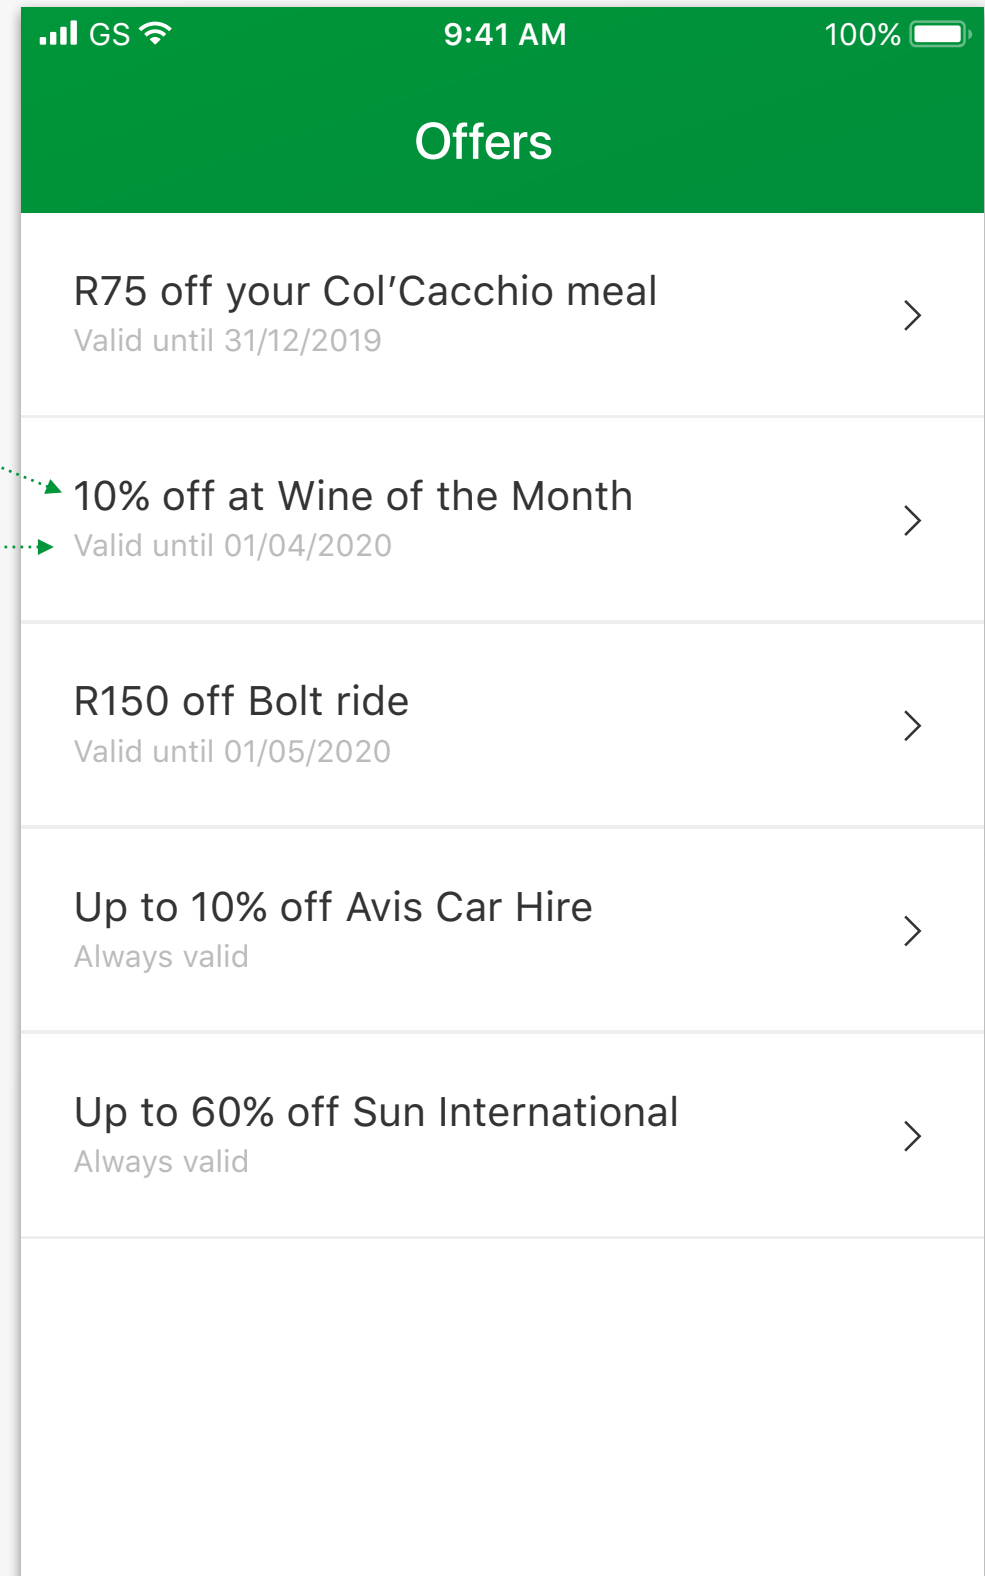 GS 9:41 AM 100%
Offers
R75 off your Col’Cacchio meal
Valid until 31/12/2019
10% off at Wine of the Month
Valid until 01/04/2020
R150 off Bolt ride
Valid until 01/05/2020
Up to 10% off Avis Car Hire
Always valid
Up to 60% off Sun International
Always valid